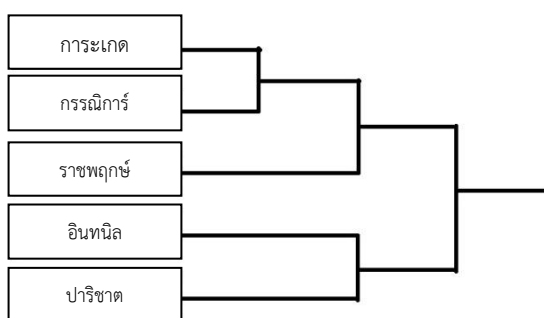 การะเกด
กรรณิการ์
ราชพฤกษ์
อินทนิล
ปาริชาต